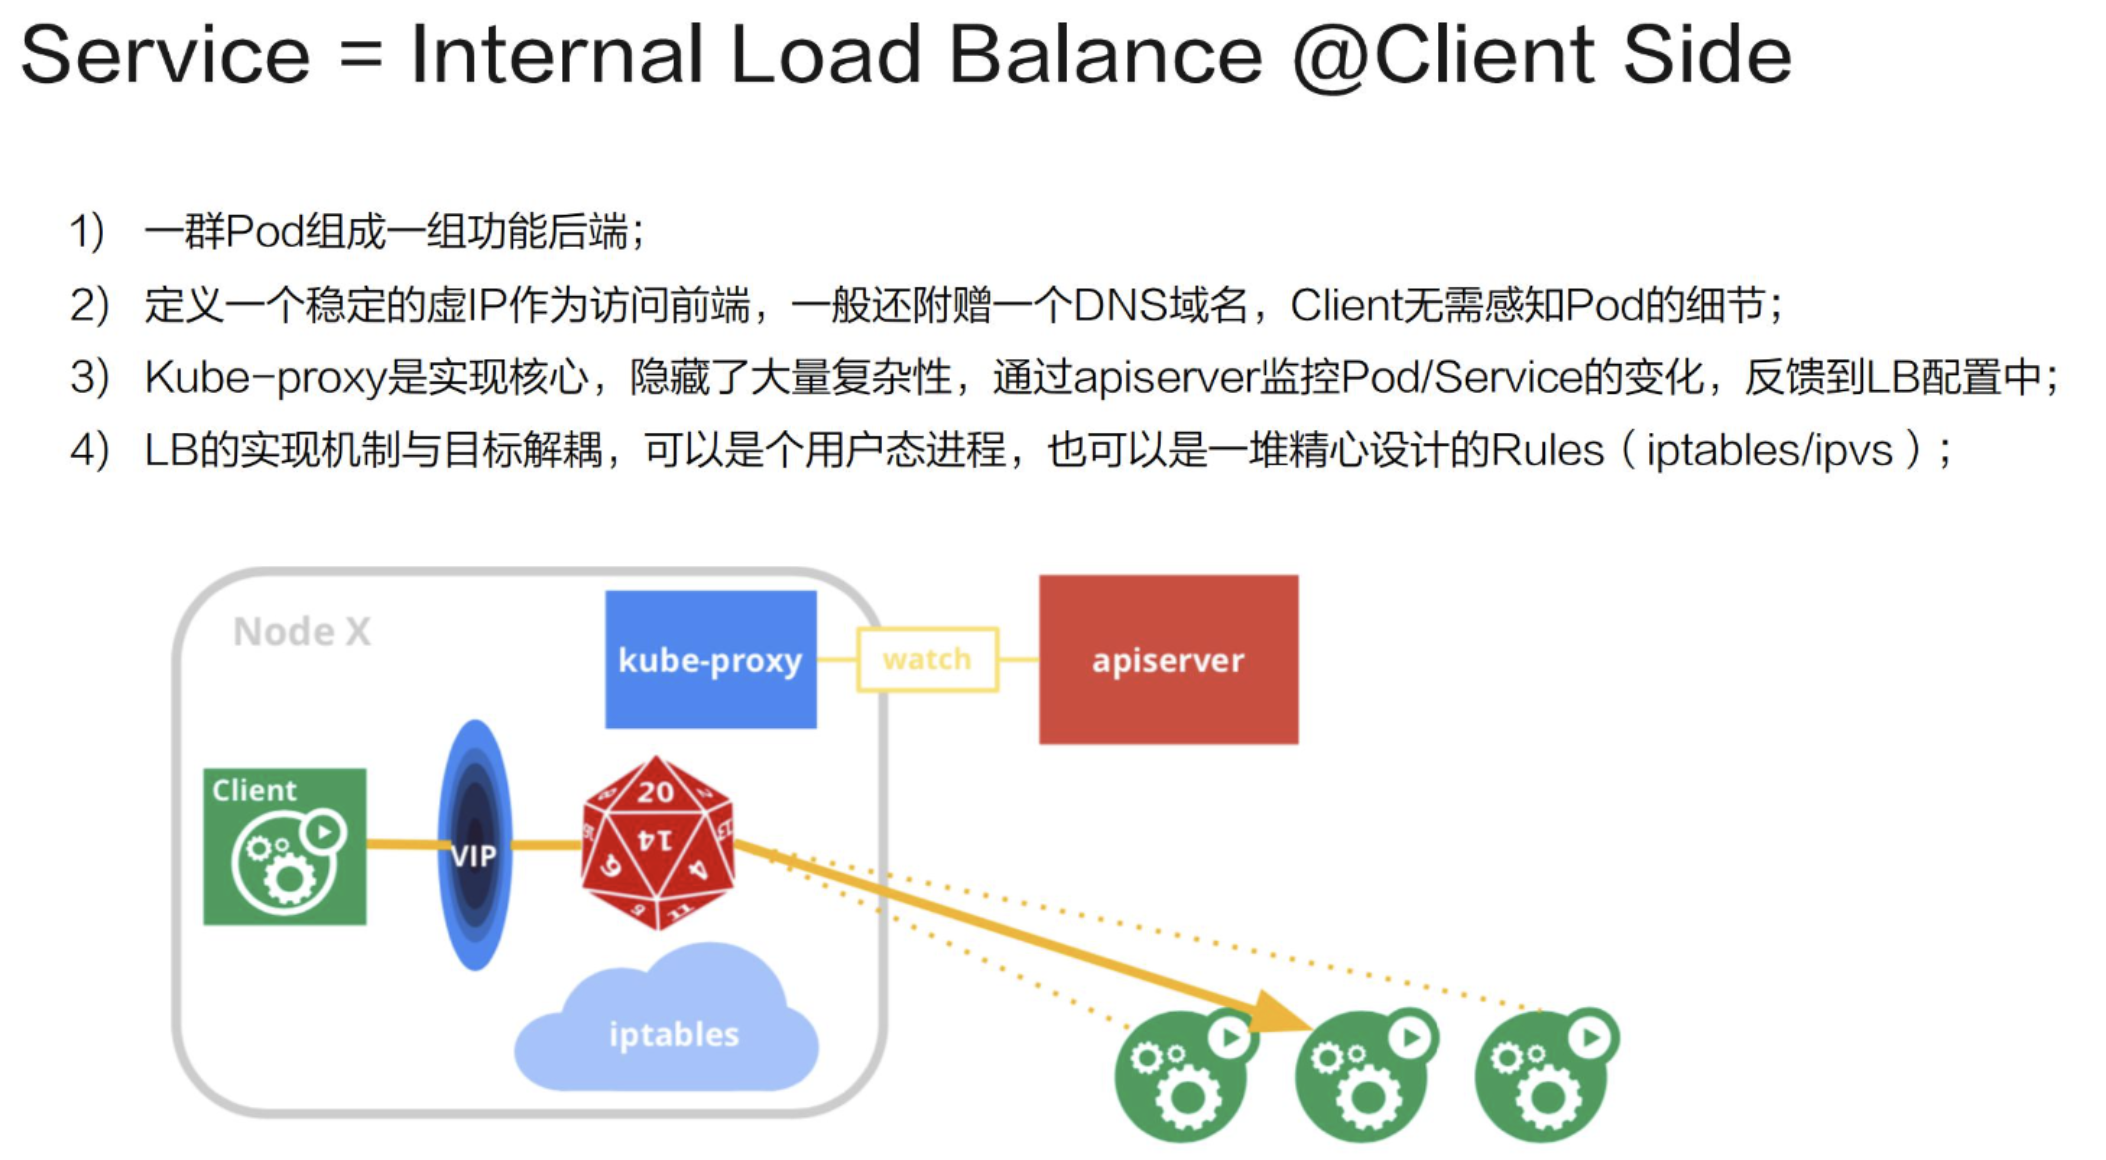 Service = Internal Load Balance @Client Side
1) 一群Pod组成一组功能后端；
2) 定义一个稳定的虚IP作为访问前端，一般还附赠一个DNS域名，Client无需感知Pod的细节；
3) Kube-proxy是实现核心，隐藏了大量复杂性，通过apiserver监控Pod/Service的变化，反馈到LB配置中；
4) LB的实现机制与目标解耦，可以是个用户态进程，也可以是一堆精心设计的Rules（iptables/ipvs）；
Node X
kube-proxy
watch
apiserver
Client
VIP
20
14
6
4
11
13
iptables